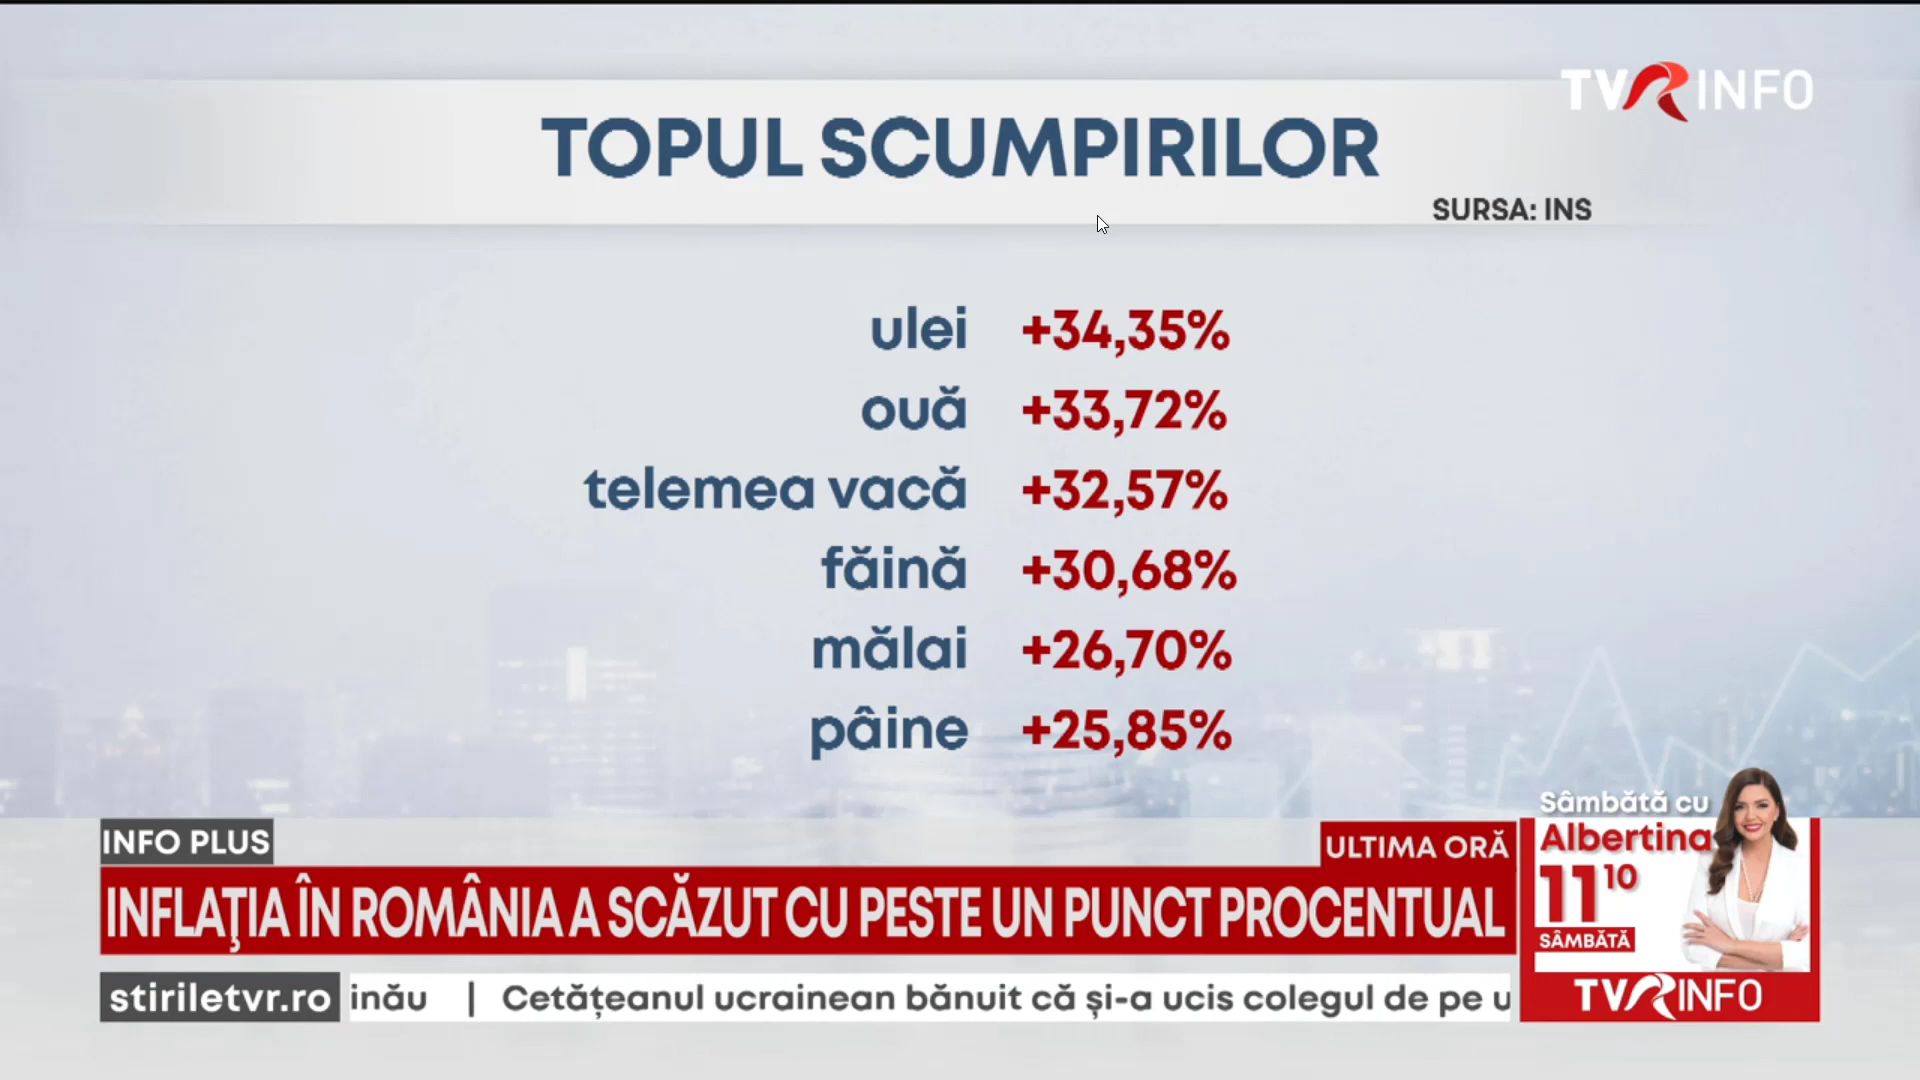 TVR INFO
TOPUL SCUMPIRILOR
SURSA: INS
ulei +34,35%
ouă +33,72%
telemea vacă +32,57%
făină +30,68%
mălai +26,70%
pâine +25,85%
INFO PLUS
ULTIMA ORĂ
INFLAŢIA ÎN ROMÂNIA A SCĂZUT CU PESTE UN PUNCT PROCENTUAL
stiriletvr.ro inău | Cetățeanul ucrainean bănuit că și-a ucis colegul de pe u
Sâmbătă cu
Albertina
11 10
SÂMBĂTĂ
TVR INFO